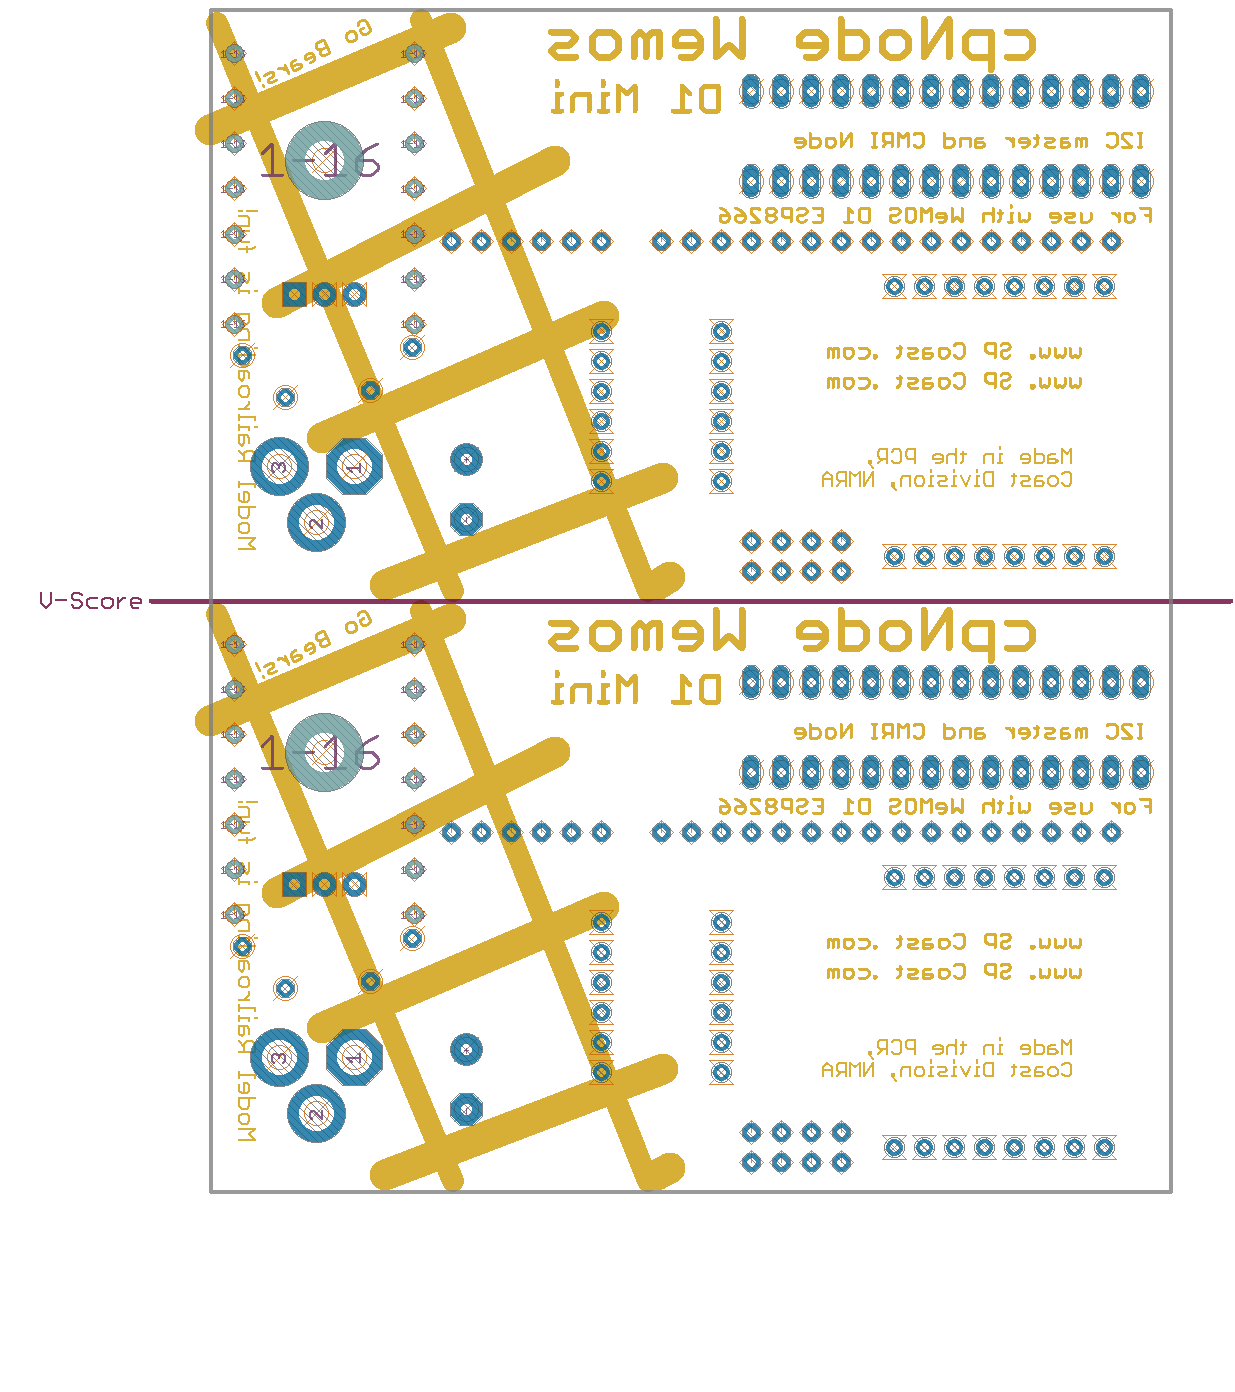 Go Bears!
cpNode Wemos
D1 Mini
I2C master and CMRI Node
1-16
For use with WeMOS D1 ESP8266
Model Railroading is fun!
www. SP Coast .com
www. SP Coast .com
Made in the PCR,
Coast Division, NMRA
3
1
2
V-Score
Go Bears!
cpNode Wemos
D1 Mini
I2C master and CMRI Node
1-16
For use with WeMOS D1 ESP8266
Model Railroading is fun!
www. SP Coast .com
www. SP Coast .com
Made in the PCR,
Coast Division, NMRA
3
1
2